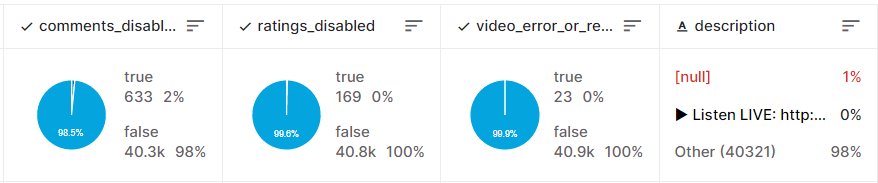 comments_disabl...
ratings_disabled
video_error_or_re...
A description
98.5%
true
633 2%
false
40.3k 98%
99.6%
true
169 0%
false
40.8k 100%
99.9%
true
23 0%
false
40.9k 100%
[null] 1%
▶ Listen LIVE: http:... 0%
Other (40321) 98%